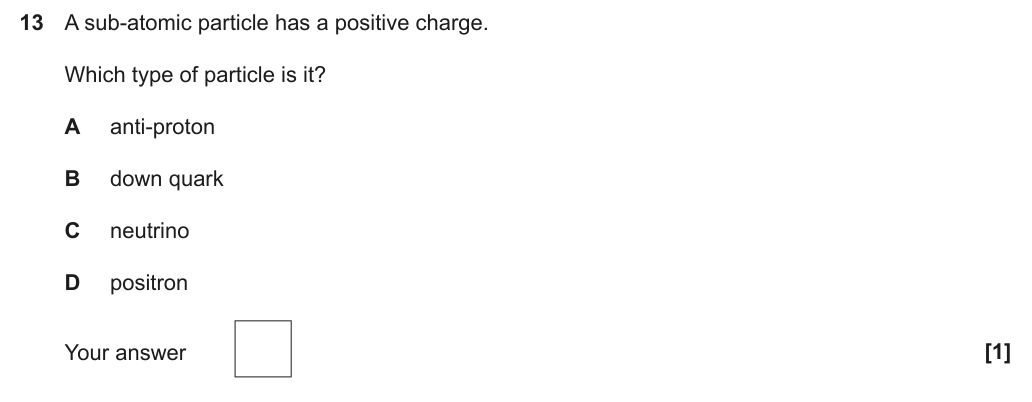 13 A sub-atomic particle has a positive charge.
Which type of particle is it?
A anti-proton
B down quark
C neutrino
D positron
Your answer [1]